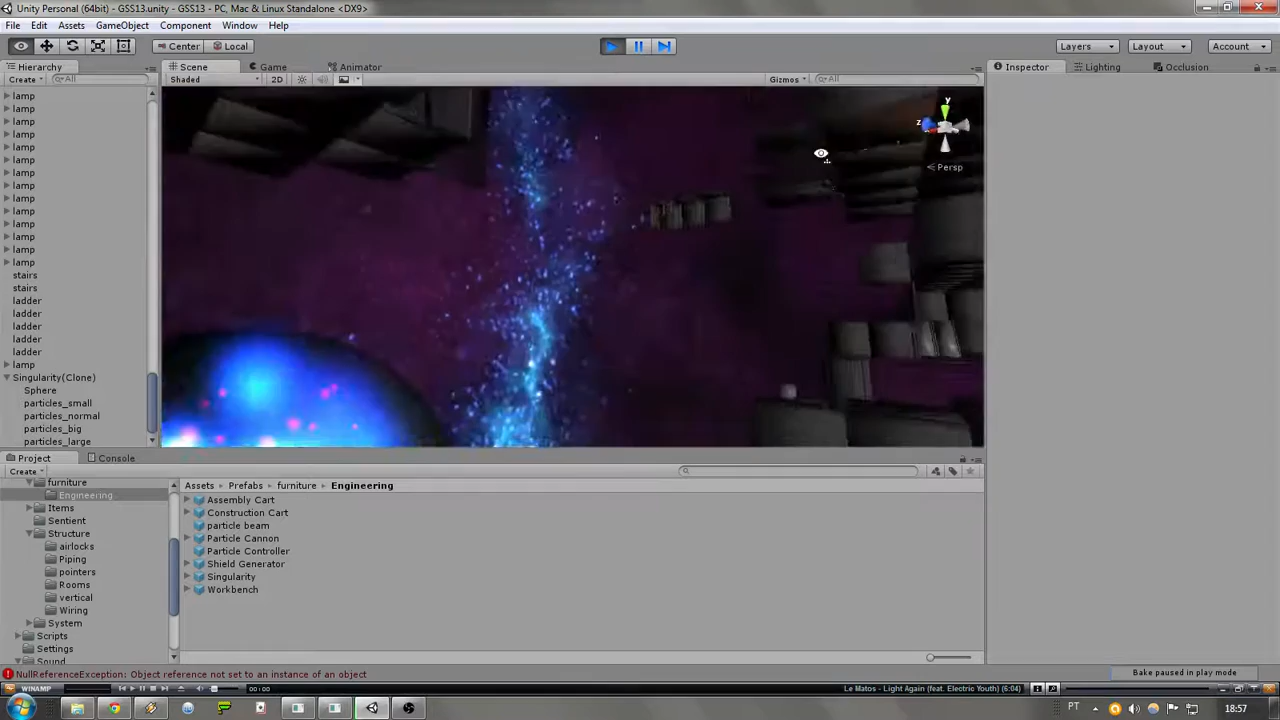 Unity Personal (64bit) - GSS13.unity - GSS13 - PC, Mac & Linux Standalone <DX9>
File Edit Assets GameObject Component Window Help
Center Local Layers Layout Account
Hierarchy Scene Game Animator Inspector Lighting Occlusion
Create All Shaded 2D Gizmos All
lamp
lamp
lamp
lamp
lamp
lamp
lamp
lamp
lamp
lamp
lamp
lamp
lamp
lamp
stairs
stairs
ladder
ladder
ladder
ladder
ladder
lamp
Singularity(Clone)
Sphere
particles_small
particles_normal
particles_big
particles_large
y
z
Persp
Project Console
Create
furniture
Engineering
Items
Sentient
Structure
airlocks
Piping
pointers
Rooms
vertical
Wiring
System
Scripts
Settings
Sound
Assets Prefabs furniture Engineering
Assembly Cart
Construction Cart
particle beam
Particle Cannon
Particle Controller
Shield Generator
Singularity
Workbench
NullReferenceException: Object reference not set to an instance of an object
Bake paused in play mode
WINAMP 00:00 Le Matos - Light Again (feat. Electric Youth) (6:04)
PT 18:57